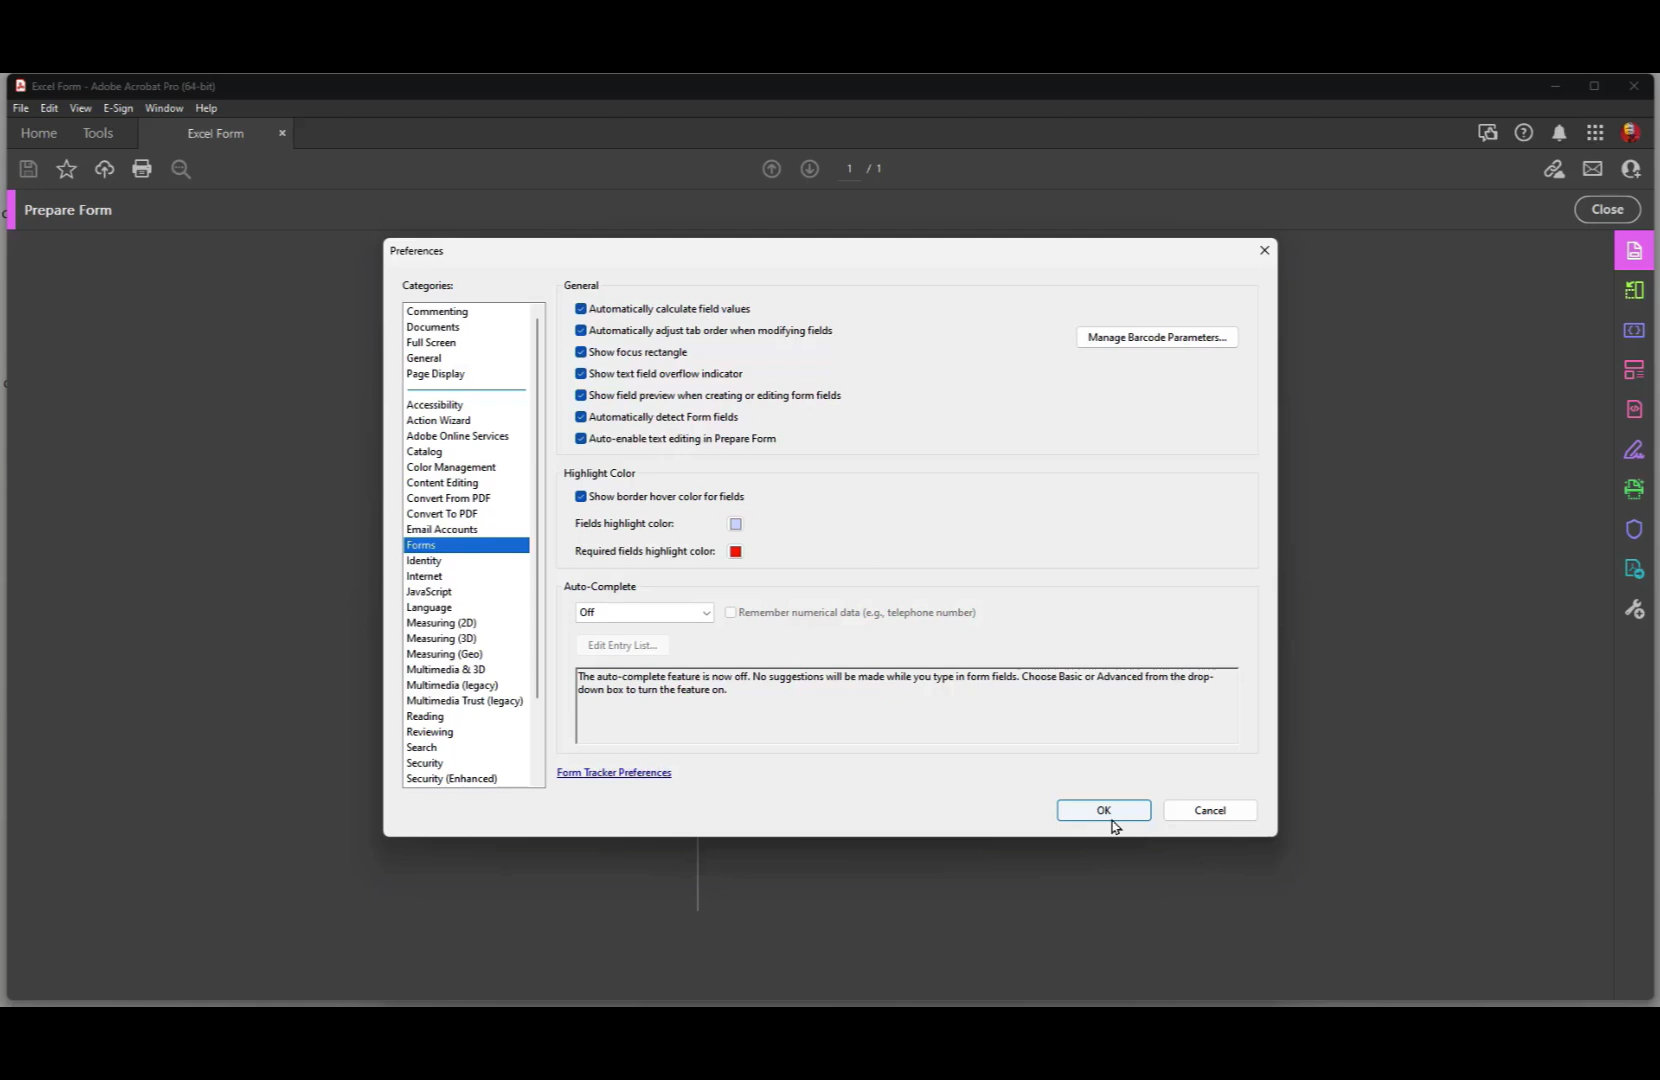 Excel Form - Adobe Acrobat Pro (64-bit)
File Edit View E-Sign Window Help
Home Tools Excel Form
1 / 1
Prepare Form
Close
Preferences
Categories:
Commenting
Documents
Full Screen
General
Page Display
Accessibility
Action Wizard
Adobe Online Services
Catalog
Color Management
Content Editing
Convert From PDF
Convert To PDF
Email Accounts
Forms
Identity
Internet
JavaScript
Language
Measuring (2D)
Measuring (3D)
Measuring (Geo)
Multimedia & 3D
Multimedia (legacy)
Multimedia Trust (legacy)
Reading
Reviewing
Search
Security
Security (Enhanced)
General
Automatically calculate field values
Automatically adjust tab order when modifying fields
Manage Barcode Parameters...
Show focus rectangle
Show text field overflow indicator
Show field preview when creating or editing form fields
Automatically detect Form fields
Auto-enable text editing in Prepare Form
Highlight Color
Show border hover color for fields
Fields highlight color:
Required fields highlight color:
Auto-Complete
Off Remember numerical data (e.g., telephone number)
Edit Entry List...
The auto-complete feature is now off. No suggestions will be made while you type in form fields. Choose Basic or Advanced from the drop-
down box to turn the feature on.
Form Tracker Preferences
OK Cancel